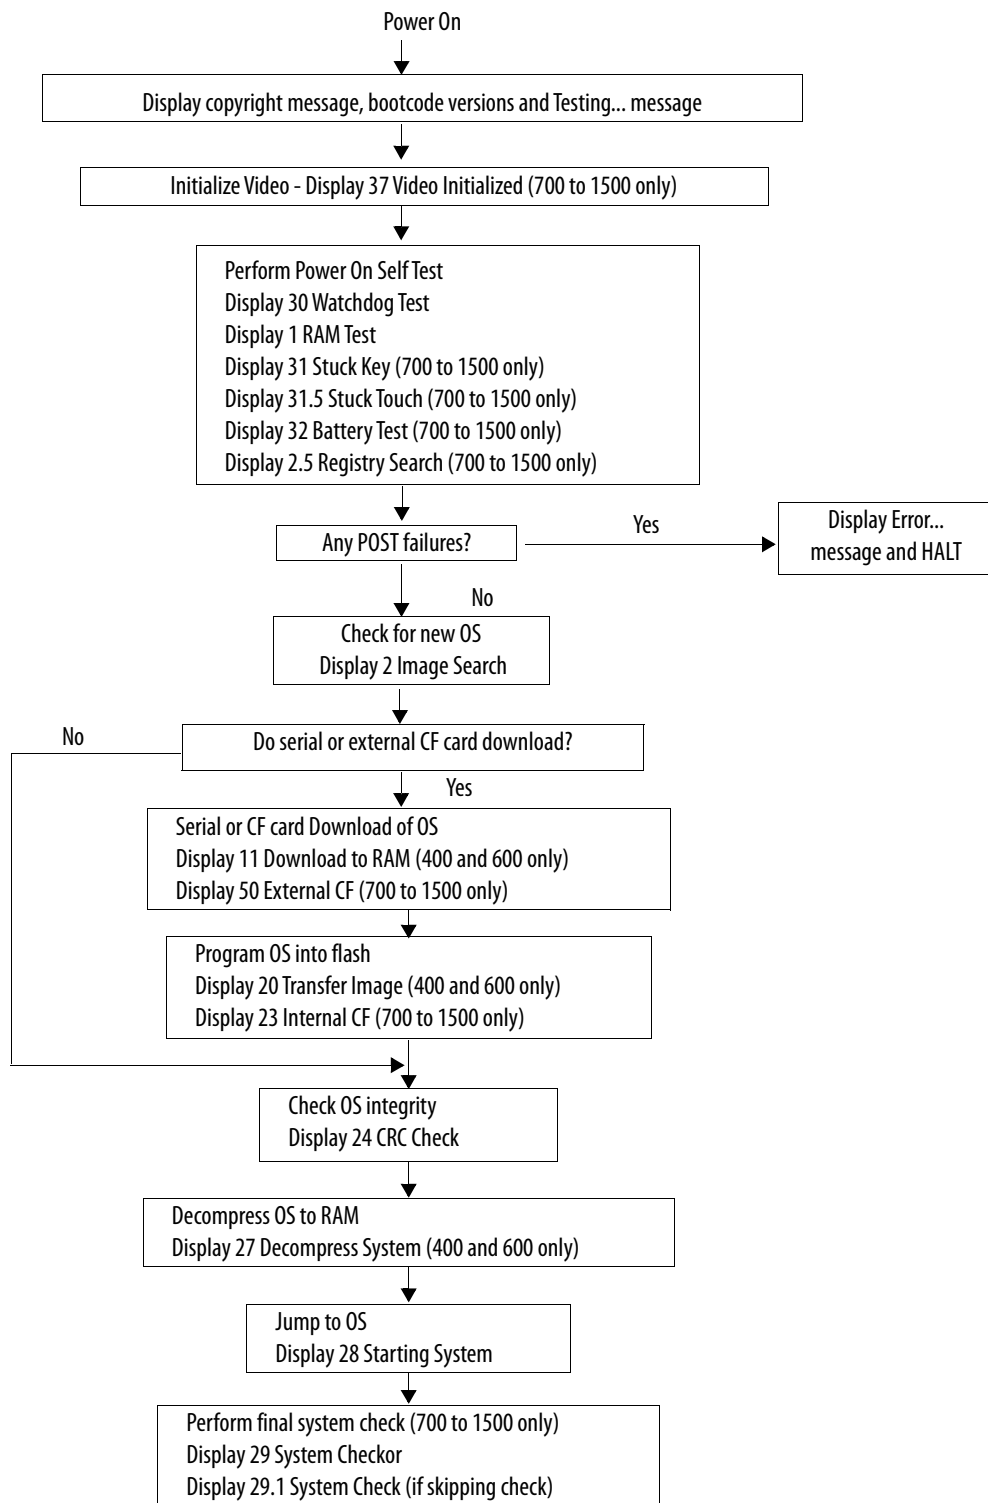 Power On
Display copyright message, bootcode versions and Testing... message
Initialize Video - Display 37 Video Initialized (700 to 1500 only)
Perform Power On Self Test
Display 30 Watchdog Test
Display 1 RAM Test
Display 31 Stuck Key (700 to 1500 only)
Display 31.5 Stuck Touch (700 to 1500 only)
Display 32 Battery Test (700 to 1500 only)
Display 2.5 Registry Search (700 to 1500 only)
Any POST failures?
Yes
Display Error...
message and HALT
No
Check for new OS
Display 2 Image Search
No
Do serial or external CF card download?
Yes
Serial or CF card Download of OS
Display 11 Download to RAM (400 and 600 only)
Display 50 External CF (700 to 1500 only)
Program OS into flash
Display 20 Transfer Image (400 and 600 only)
Display 23 Internal CF (700 to 1500 only)
Check OS integrity
Display 24 CRC Check
Decompress OS to RAM
Display 27 Decompress System (400 and 600 only)
Jump to OS
Display 28 Starting System
Perform final system check (700 to 1500 only)
Display 29 System Checkor
Display 29.1 System Check (if skipping check)